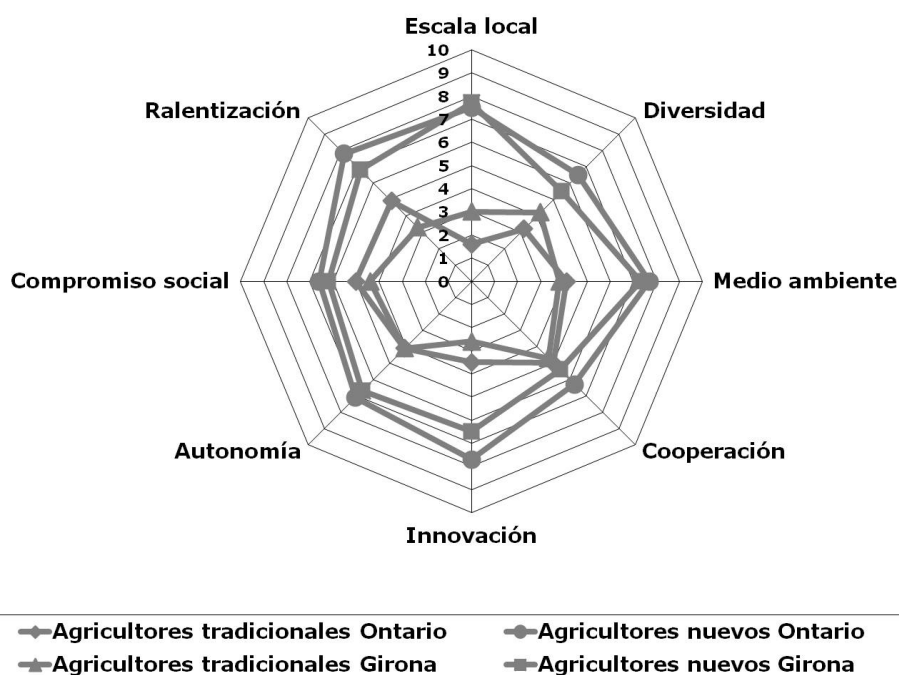 Escala local
10
9
8
7
6
5
4
3
2
1
0
Ralentización
Diversidad
Compromiso social
Medio ambiente
Autonomía
Cooperación
Innovación
Agricultores tradicionales Ontario
Agricultores nuevos Ontario
Agricultores tradicionales Girona
Agricultores nuevos Girona